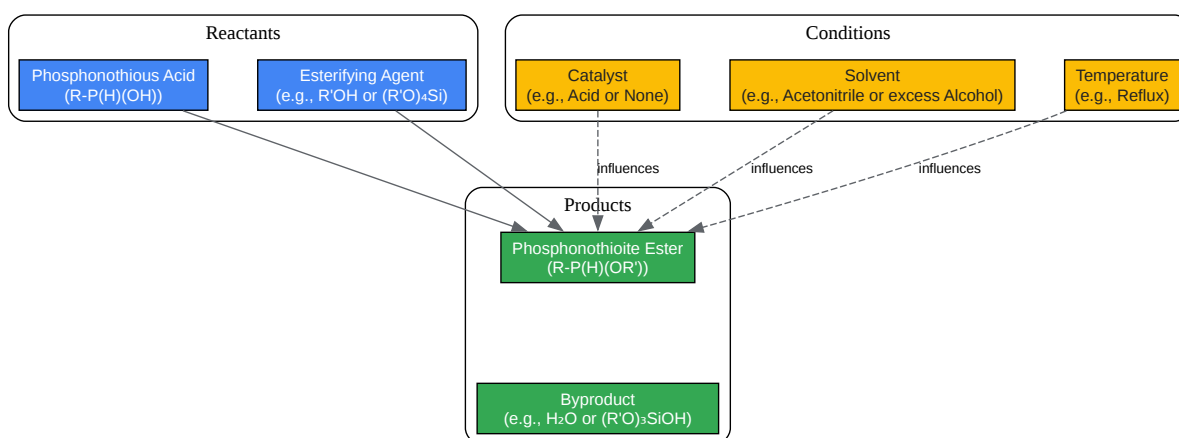 Reactants
Conditions
Phosphonothious Acid
(R-P(H)(OH))
Esterifying Agent
(e.g., R'OH or (R'O)₄Si)
Catalyst
(e.g., Acid or None)
Solvent
(e.g., Acetonitrile or excess Alcohol)
Temperature
(e.g., Reflux)
influences
influences
influences
Products
Phosphonothioite Ester
(R-P(H)(OR'))
Byproduct
(e.g., H₂O or (R'O)₃SiOH)